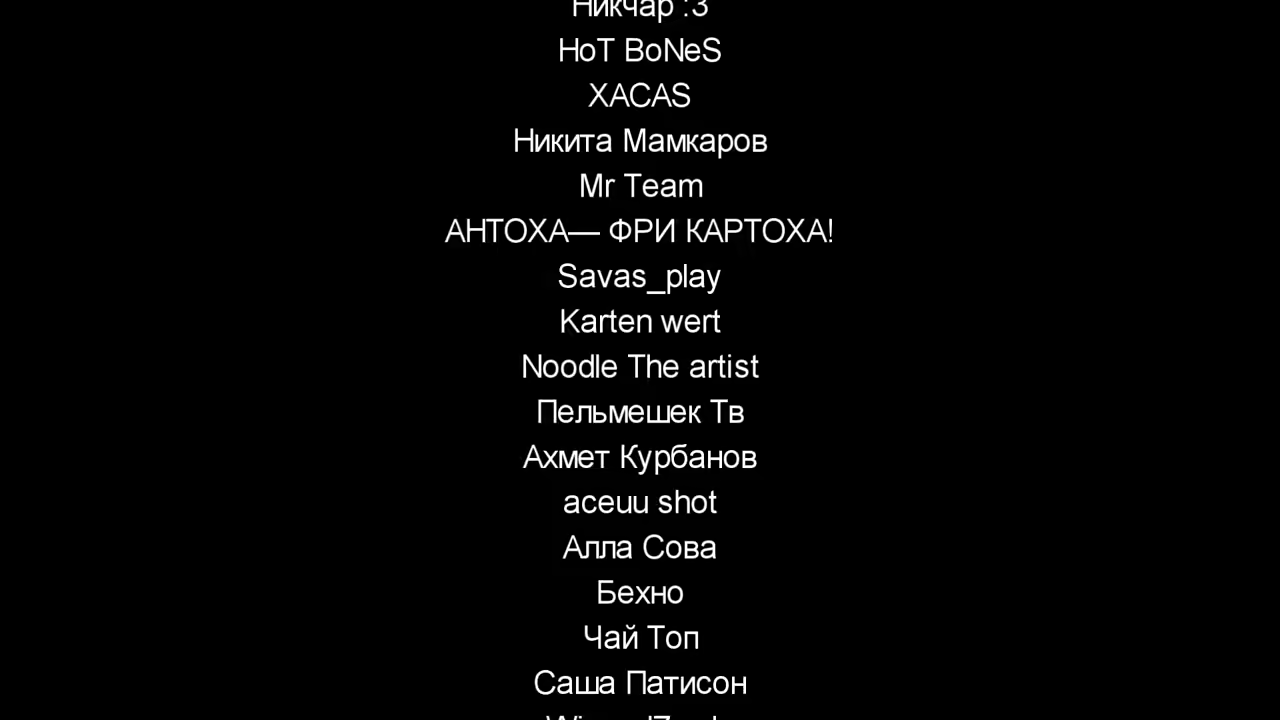 Никчар :3
HoT BoNeS
XACAS
Никита Мамкаров
Mr Team
АНТОХА— ФРИ КАРТОХА!
Savas_play
Karten wert
Noodle The artist
Пельмешек Тв
Ахмет Курбанов
aceuu shot
Алла Сова
Бехно
Чай Топ
Саша Патисон